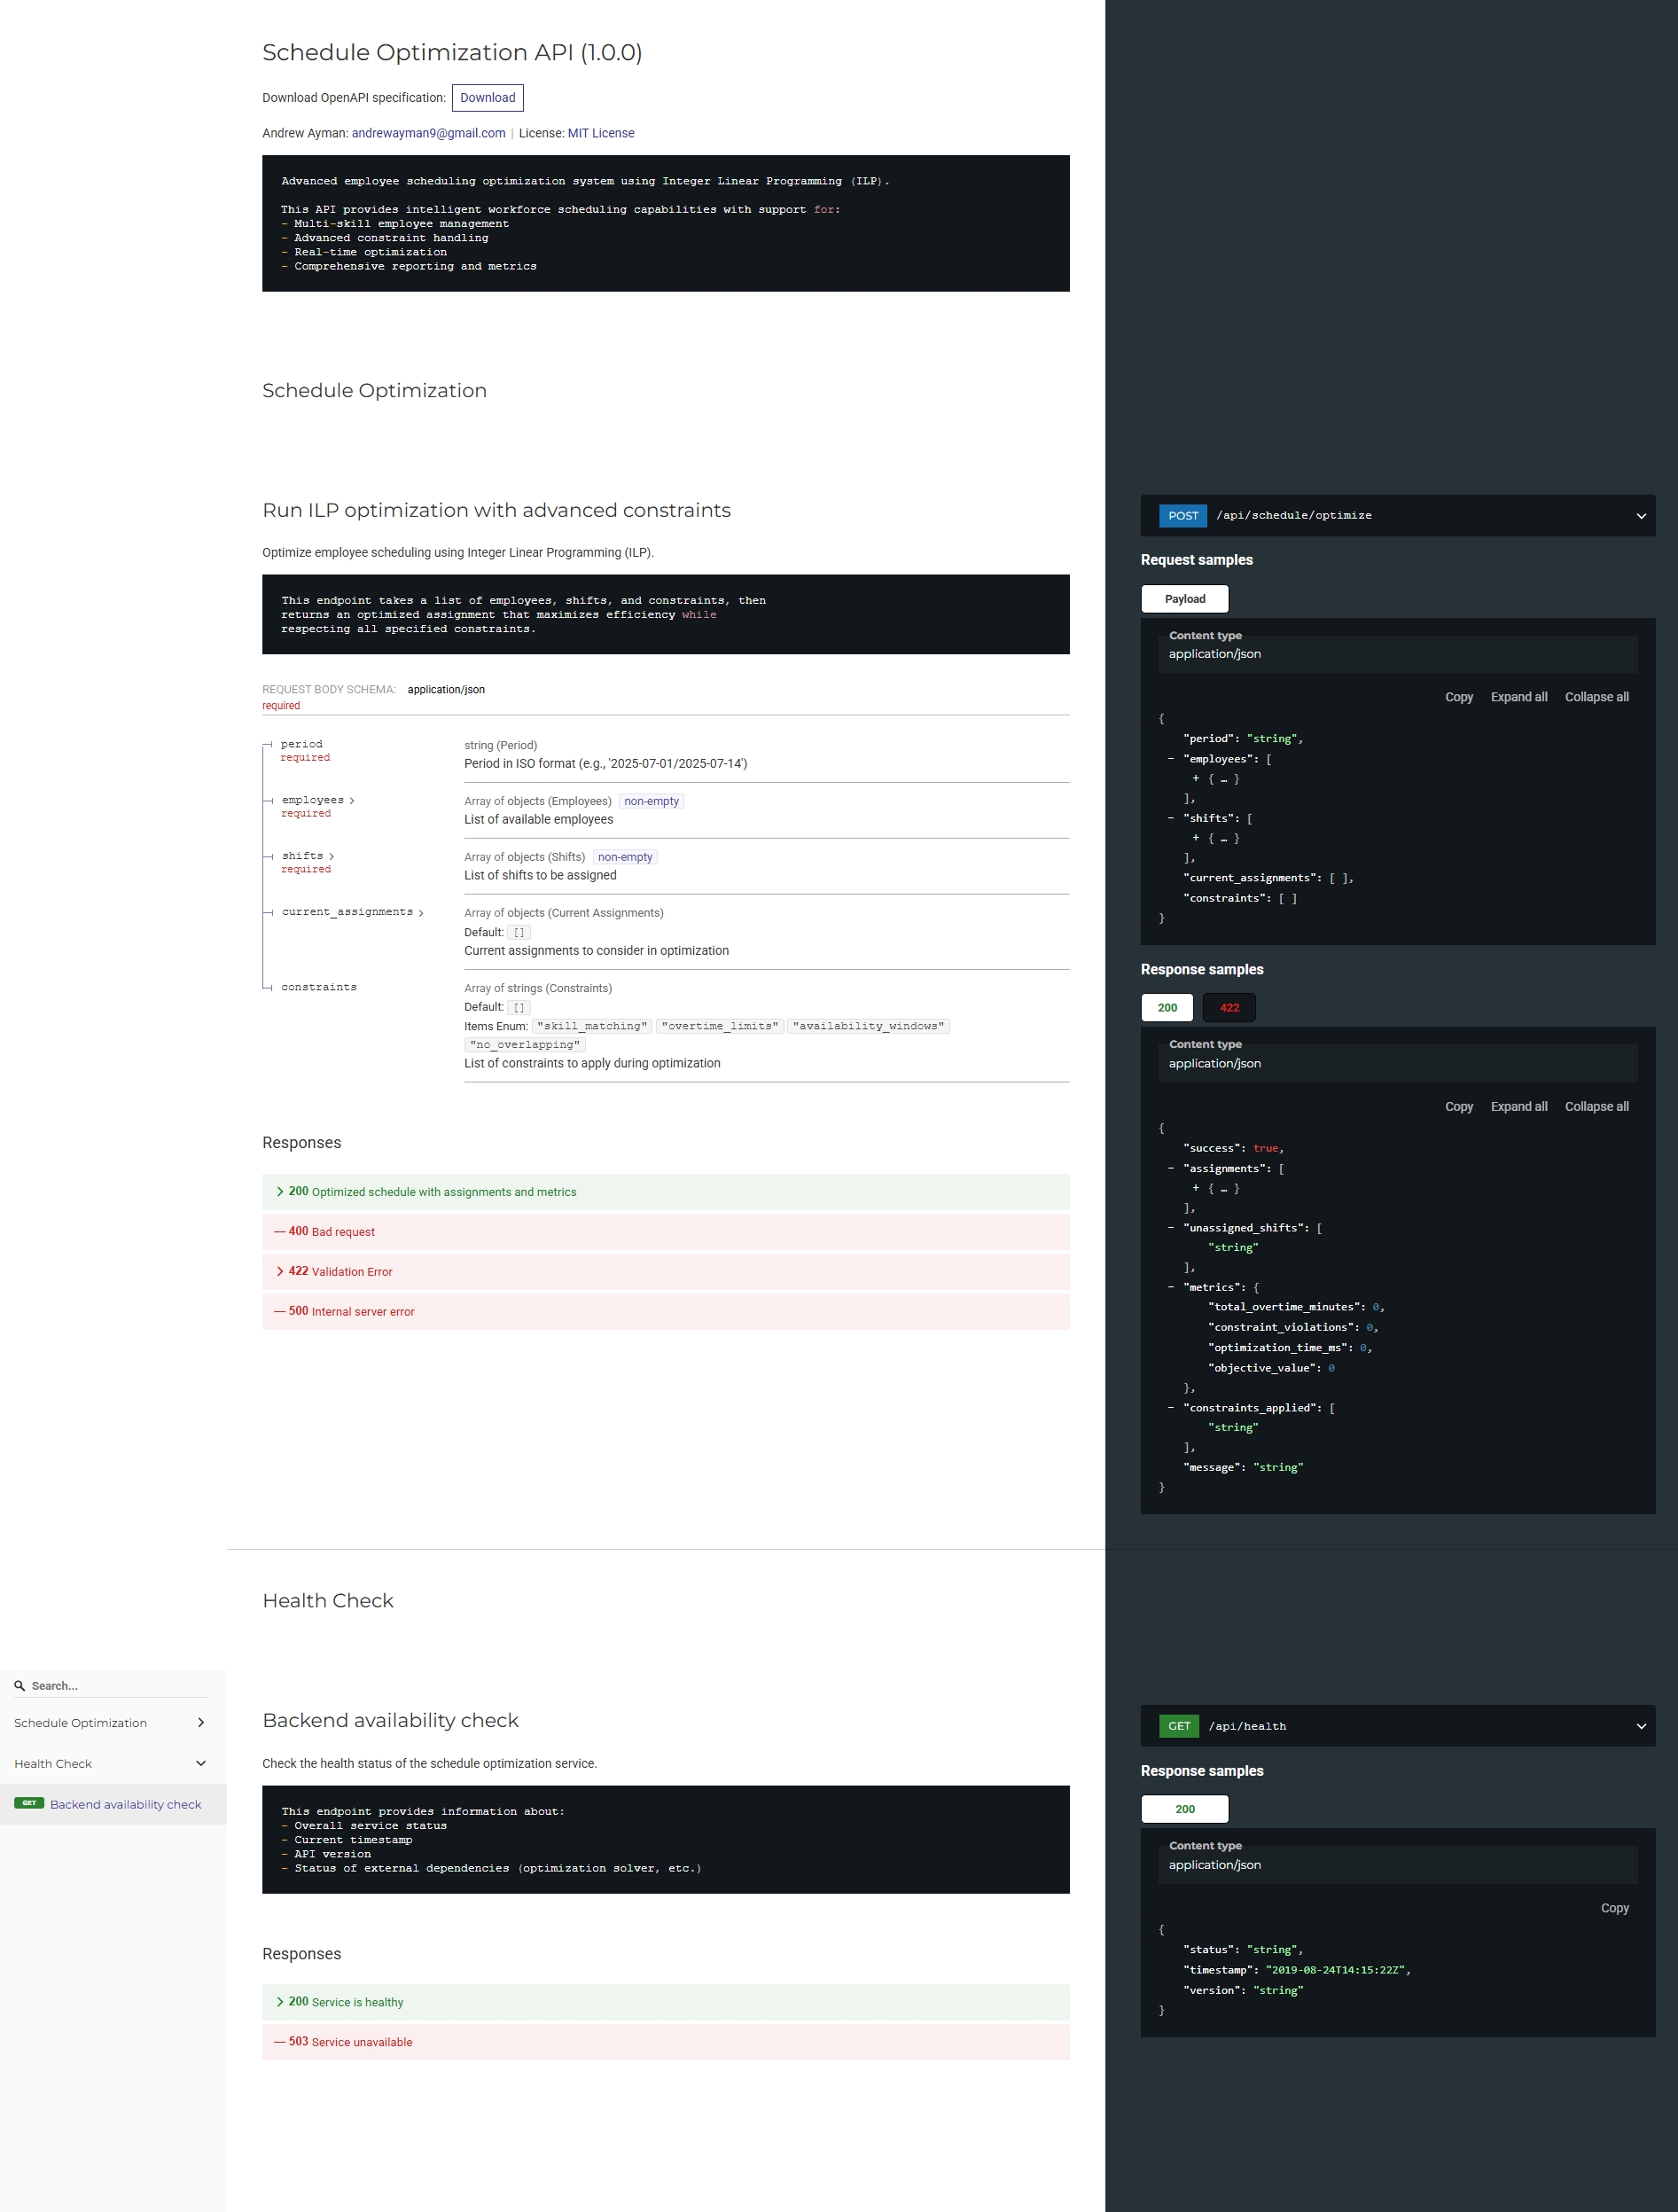 Schedule Optimization API (1.0.0)
Download OpenAPI specification: Download
Andrew Ayman: andrewayman9@gmail.com | License: MIT License
Advanced employee scheduling optimization system using Integer Linear Programming (ILP).
This API provides intelligent workforce scheduling capabilities with support for:
- Multi-skill employee management
- Advanced constraint handling
- Real-time optimization
- Comprehensive reporting and metrics
Schedule Optimization
Run ILP optimization with advanced constraints
Optimize employee scheduling using Integer Linear Programming (ILP).
This endpoint takes a list of employees, shifts, and constraints, then
returns an optimized assignment that maximizes efficiency while
respecting all specified constraints.
REQUEST BODY SCHEMA: application/json
required
period
required
string (Period)
Period in ISO format (e.g., '2025-07-01/2025-07-14')
employees
required
Array of objects (Employees) non-empty
List of available employees
shifts
required
Array of objects (Shifts) non-empty
List of shifts to be assigned
current_assignments
Array of objects (Current Assignments)
Default: []
Current assignments to consider in optimization
constraints
Array of strings (Constraints)
Default: []
Items Enum: "skill_matching" "overtime_limits" "availability_windows"
"no_overlapping"
List of constraints to apply during optimization
Responses
200 Optimized schedule with assignments and metrics
— 400 Bad request
422 Validation Error
— 500 Internal server error
POST /api/schedule/optimize
Request samples
Payload
Content type
application/json
Copy Expand all Collapse all
{
"period": "string",
- "employees": [
+ { … }
],
- "shifts": [
+ { … }
],
"current_assignments": [ ],
"constraints": [ ]
}
Response samples
200 422
Content type
application/json
Copy Expand all Collapse all
{
"success": true,
- "assignments": [
+ { … }
],
- "unassigned_shifts": [
"string"
],
- "metrics": {
"total_overtime_minutes": 0,
"constraint_violations": 0,
"optimization_time_ms": 0,
"objective_value": 0
},
- "constraints_applied": [
"string"
],
"message": "string"
}
Search...
Schedule Optimization
Health Check
GET Backend availability check
Health Check
Backend availability check
Check the health status of the schedule optimization service.
This endpoint provides information about:
- Overall service status
- Current timestamp
- API version
- Status of external dependencies (optimization solver, etc.)
Responses
200 Service is healthy
— 503 Service unavailable
GET /api/health
Response samples
200
Content type
application/json
Copy
{
"status": "string",
"timestamp": "2019-08-24T14:15:22Z",
"version": "string"
}